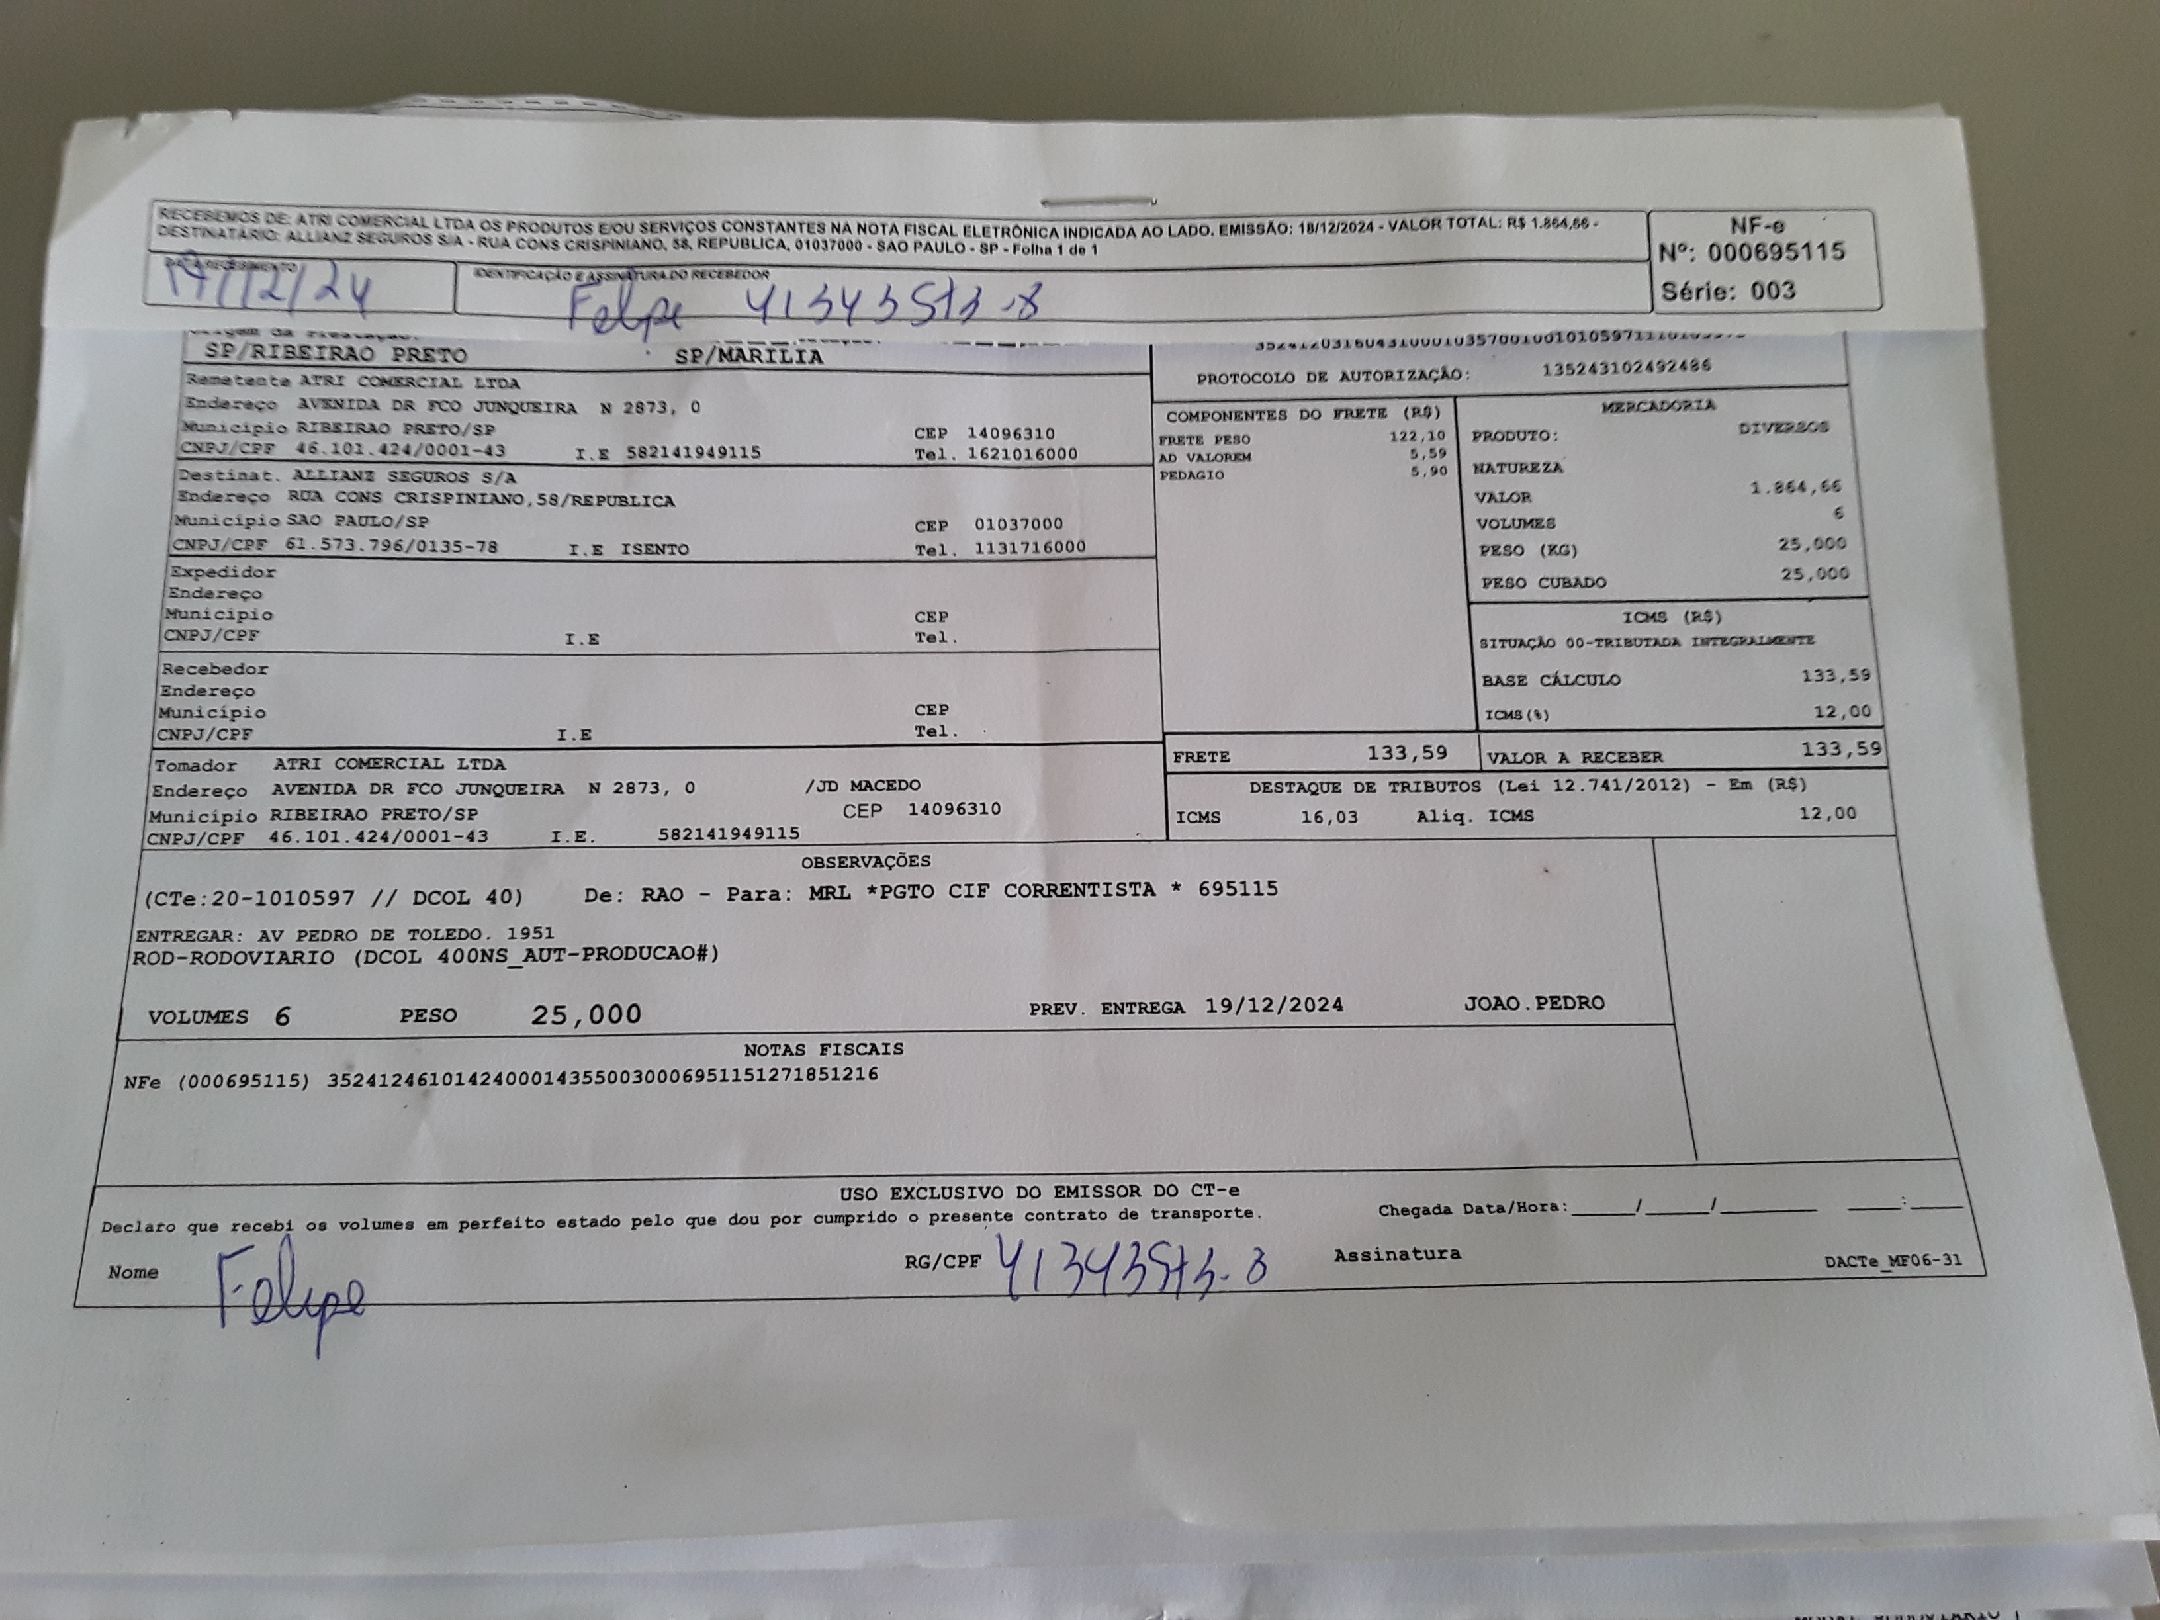 RECEBEMOS DE: ATRI COMERCIAL LTDA OS PRODUTOS E/OU SERVIÇOS CONSTANTES NA NOTA FISCAL ELETRÔNICA INDICADA AO LADO. EMISSÃO: 18/12/2024 - VALOR TOTAL: R$ 1.864,66 -
DESTINATÁRIO: ALLIANZ SEGUROS S/A - RUA CONS CRISPINIANO, 58, REPUBLICA, 01037000 - SAO PAULO - SP - Folha 1 de 1
NF-e
Nº: 000695115
Série: 003
DATA RECEBIMENTO
/12/24
IDENTIFICAÇÃO E ASSINATURA DO RECEBEDOR
Felipe
Origem da Prestação:
SP/RIBEIRAO PRETO SP/MARILIA
PROTOCOLO DE AUTORIZAÇÃO: 135243102492486
Remetente ATRI COMERCIAL LTDA
Endereço AVENIDA DR FCO JUNQUEIRA N 2873, 0
Município RIBEIRAO PRETO/SP CEP 14096310
CNPJ/CPF 46.101.424/0001-43 I.E 582141949115 Tel. 1621016000
Destinat. ALLIANZ SEGUROS S/A
Endereço RUA CONS CRISPINIANO,58/REPUBLICA
Município SAO PAULO/SP CEP 01037000
CNPJ/CPF 61.573.796/0135-78 I.E ISENTO Tel. 1131716000
Expedidor
Endereço
Município CEP
CNPJ/CPF I.E Tel.
Recebedor
Endereço
Município CEP
CNPJ/CPF I.E Tel.
Tomador ATRI COMERCIAL LTDA
Endereço AVENIDA DR FCO JUNQUEIRA N 2873, 0 /JD MACEDO
Município RIBEIRAO PRETO/SP CEP 14096310
CNPJ/CPF 46.101.424/0001-43 I.E. 582141949115
COMPONENTES DO FRETE (R$)
FRETE PESO 122,10
AD VALOREM 5,59
PEDAGIO 5,90
MERCADORIA
PRODUTO: DIVERSOS
NATUREZA
VALOR 1.864,66
VOLUMES 6
PESO (KG) 25,000
PESO CUBADO 25,000
ICMS (R$)
SITUAÇÃO 00-TRIBUTADA INTEGRALMENTE
BASE CÁLCULO 133,59
ICMS(%) 12,00
FRETE 133,59 VALOR A RECEBER 133,59
DESTAQUE DE TRIBUTOS (Lei 12.741/2012) - Em (R$)
ICMS 16,03 Aliq. ICMS 12,00
OBSERVAÇÕES
(CTe:20-1010597 // DCOL 40) De: RAO - Para: MRL *PGTO CIF CORRENTISTA * 695115
ENTREGAR: AV PEDRO DE TOLEDO. 1951
ROD-RODOVIARIO (DCOL 400NS_AUT-PRODUCAO#)
VOLUMES 6 PESO 25,000 PREV. ENTREGA 19/12/2024 JOAO.PEDRO
NOTAS FISCAIS
NFe (000695115) 35241246101424000143550030006951151271851216
USO EXCLUSIVO DO EMISSOR DO CT-e
Declaro que recebi os volumes em perfeito estado pelo que dou por cumprido o presente contrato de transporte. Chegada Data/Hora:______/______/_________ ____:____
Nome Felipe RG/CPF Assinatura
DACTe_MF06-31